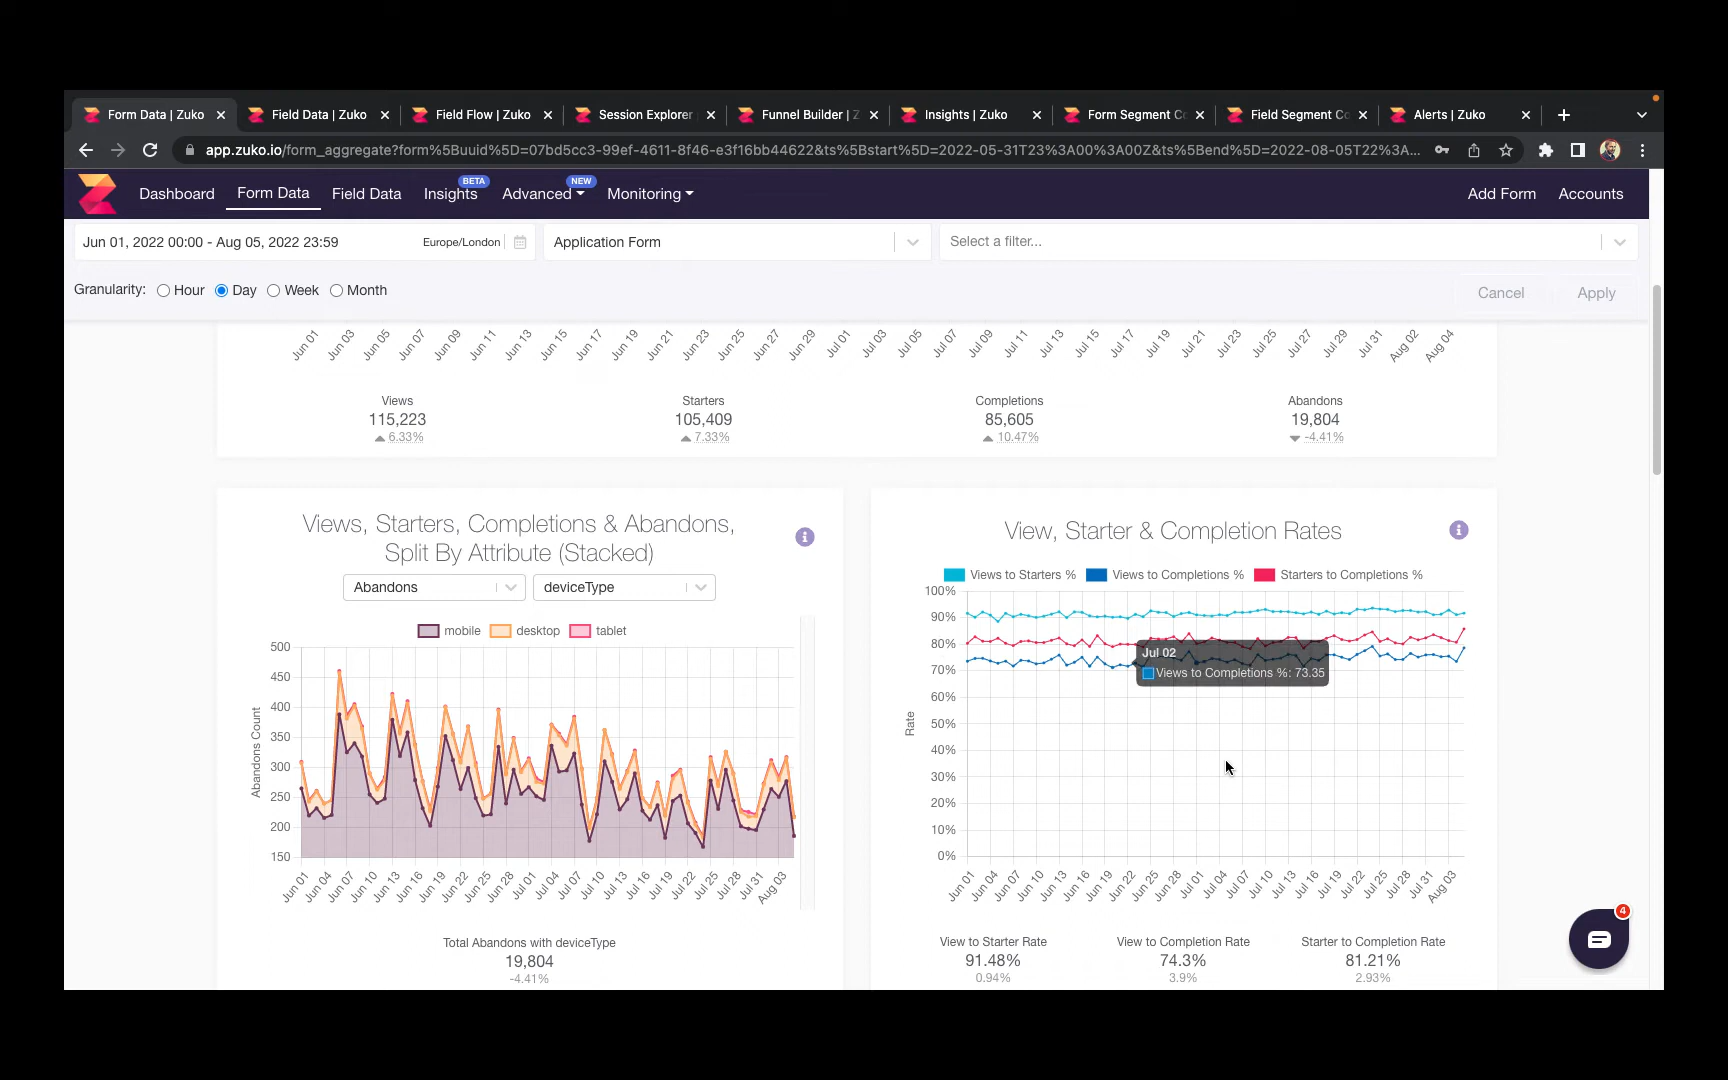 Form Data | Zuko
Field Data | Zuko
Field Flow | Zuko
Session Explorer
Funnel Builder | Z
Insights | Zuko
Form Segment Co
Field Segment Co
Alerts | Zuko
app.zuko.io/form_aggregate?form%5Buuid%5D=07bd5cc3-99ef-4611-8f46-e3f16bb44622&ts%5Bstart%5D=2022-05-31T23%3A00%3A00Z&ts%5Bend%5D=2022-08-05T22%3A...
Dashboard
Form Data
Field Data
Insights
BETA
Advanced
NEW
Monitoring
Add Form
Accounts
Jun 01, 2022 00:00 - Aug 05, 2022 23:59
Europe/London
Application Form
Select a filter...
Granularity:
Hour
Day
Week
Month
Cancel
Apply
Jun 01
Jun 03
Jun 05
Jun 07
Jun 09
Jun 11
Jun 13
Jun 15
Jun 17
Jun 19
Jun 21
Jun 23
Jun 25
Jun 27
Jun 29
Jul 01
Jul 03
Jul 05
Jul 07
Jul 09
Jul 11
Jul 13
Jul 15
Jul 17
Jul 19
Jul 21
Jul 23
Jul 25
Jul 27
Jul 29
Jul 31
Aug 02
Aug 04
Views
115,223
6.33%
Starters
105,409
7.33%
Completions
85,605
10.47%
Abandons
19,804
-4.41%
Views, Starters, Completions & Abandons,
Split By Attribute (Stacked)
Abandons
deviceType
mobile
desktop
tablet
500
450
400
350
300
250
200
150
Abandons Count
Jun 01
Jun 04
Jun 07
Jun 10
Jun 13
Jun 16
Jun 19
Jun 22
Jun 25
Jun 28
Jul 01
Jul 04
Jul 07
Jul 10
Jul 13
Jul 16
Jul 19
Jul 22
Jul 25
Jul 28
Jul 31
Aug 03
Total Abandons with deviceType
19,804
-4.41%
View, Starter & Completion Rates
Views to Starters %
Views to Completions %
Starters to Completions %
100%
90%
80%
70%
60%
50%
40%
30%
20%
10%
0%
Rate
Jul 02
Views to Completions %: 73.35
Jun 01
Jun 04
Jun 07
Jun 10
Jun 13
Jun 16
Jun 19
Jun 22
Jun 25
Jun 28
Jul 01
Jul 04
Jul 07
Jul 10
Jul 13
Jul 16
Jul 19
Jul 22
Jul 25
Jul 28
Jul 31
Aug 03
View to Starter Rate
91.48%
0.94%
View to Completion Rate
74.3%
3.9%
Starter to Completion Rate
81.21%
2.93%
4